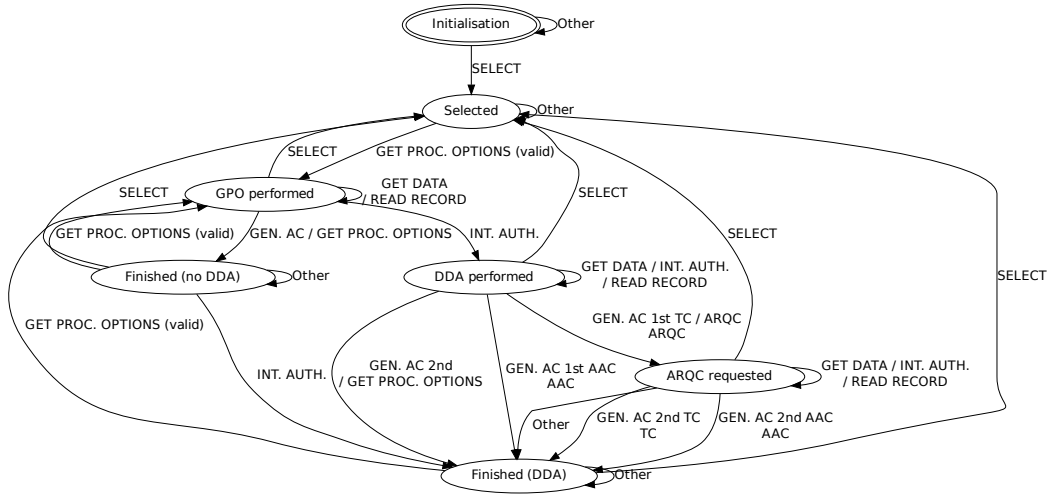 Initialisation
Other
SELECT
Selected
Other
SELECT
GET PROC. OPTIONS (valid)
SELECT
GPO performed
GET DATA
/ READ RECORD
SELECT
GET PROC. OPTIONS (valid)
GEN. AC / GET PROC. OPTIONS
INT. AUTH.
SELECT
Finished (no DDA)
Other
DDA performed
GET DATA / INT. AUTH.
/ READ RECORD
SELECT
GET PROC. OPTIONS (valid)
GEN. AC 1st TC / ARQC
ARQC
INT. AUTH.
GEN. AC 2nd
/ GET PROC. OPTIONS
GEN. AC 1st AAC
AAC
ARQC requested
GET DATA / INT. AUTH.
/ READ RECORD
Other
GEN. AC 2nd TC
TC
GEN. AC 2nd AAC
AAC
Finished (DDA)
Other